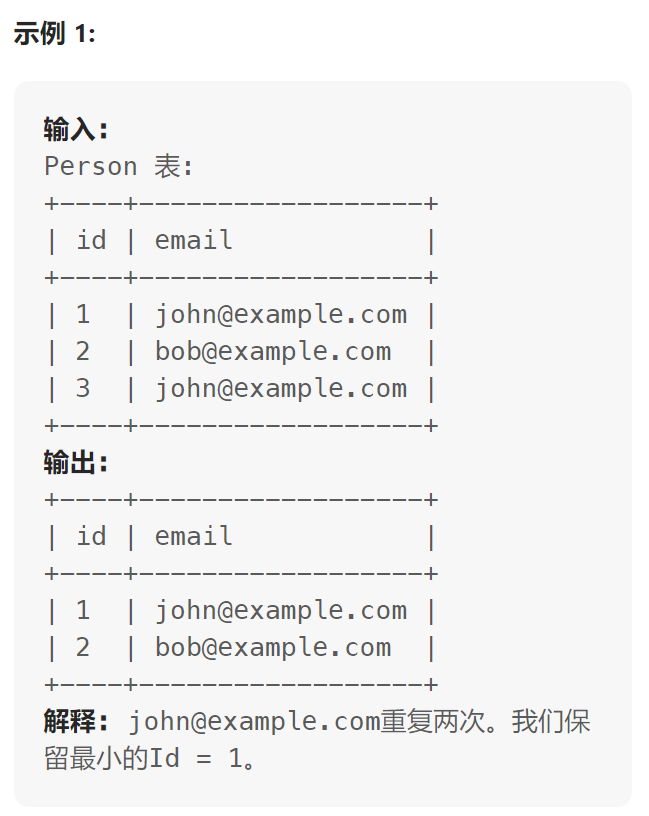 示例 1:
输入:
Person 表:
+----+------------------+
| id | email            |
+----+------------------+
| 1  | john@example.com |
| 2  | bob@example.com  |
| 3  | john@example.com |
+----+------------------+
输出:
+----+------------------+
| id | email            |
+----+------------------+
| 1  | john@example.com |
| 2  | bob@example.com  |
+----+------------------+
解释: john@example.com重复两次。我们保
留最小的Id = 1。